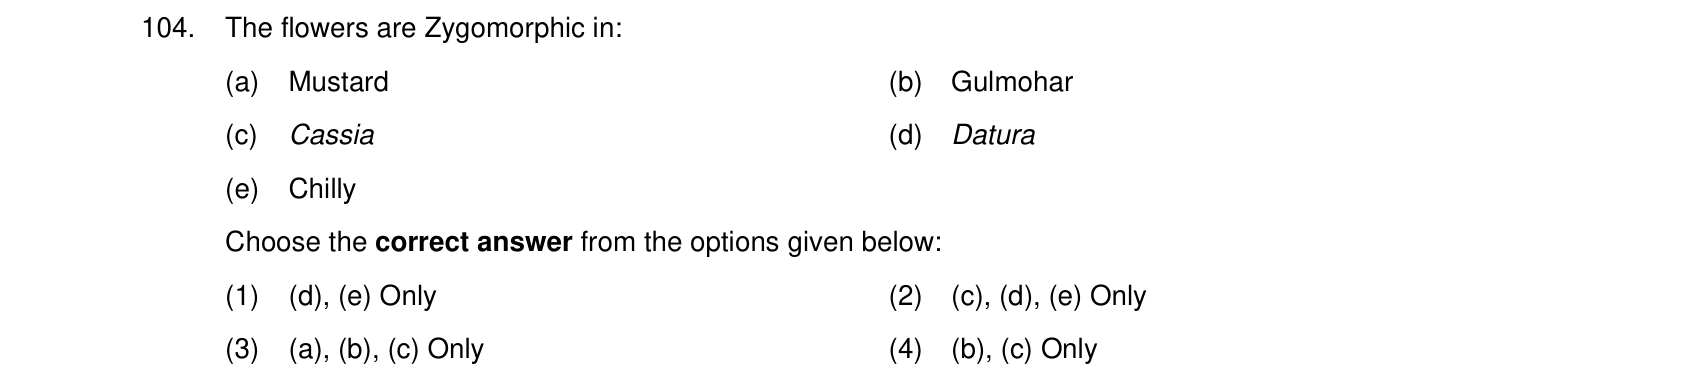 104. The flowers are Zygomorphic in:
(a) Mustard (b) Gulmohar
(c) Cassia (d) Datura
(e) Chilly
Choose the correct answer from the options given below:
(1) (d), (e) Only (2) (c), (d), (e) Only
(3) (a), (b), (c) Only (4) (b), (c) Only